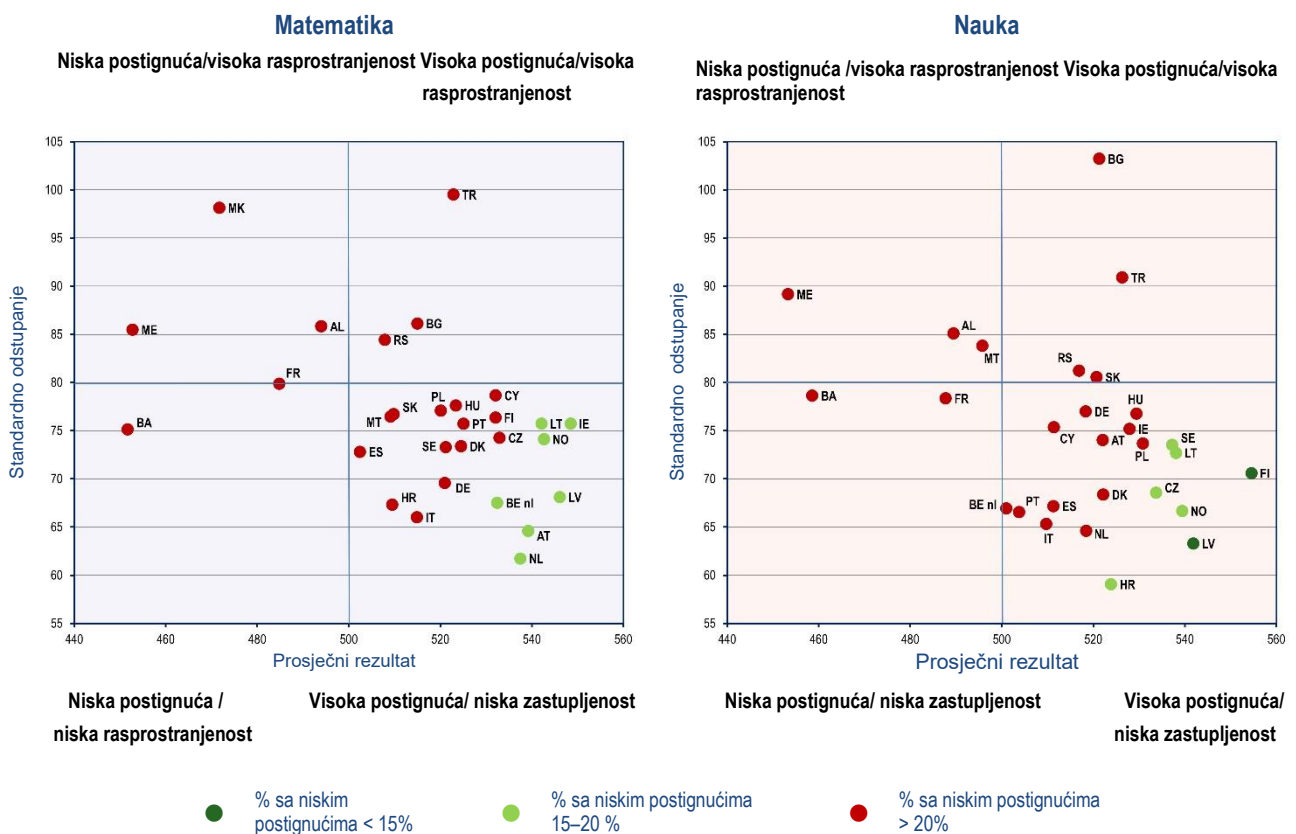 Matematika
Niska postignuća/visoka rasprostranjenost Visoka postignuća/visoka
rasprostranjenost
105
100
95
90
85
80
75
70
65
60
55
440
460
480
500
520
540
560
Standardno odstupanje
Prosječni rezultat
TR
MK
ME
AL
BG
RS
FR
CY
PL
HU
SK
MT
PT
FI
LT
IE
BA
NO
CZ
ES
SE
DK
DE
HR
BE nl
LV
IT
AT
NL
Niska postignuća /
niska rasprostranjenost
Visoka postignuća/ niska zastupljenost
Nauka
Niska postignuća /visoka rasprostranjenost Visoka postignuća/visoka
rasprostranjenost
105
100
95
90
85
80
75
70
65
60
55
440
460
480
500
520
540
560
Standardno odstupanje
Prosječni rezultat
BG
TR
ME
AL
MT
RS
SK
BA
FR
DE
HU
CY
AT
IE
PL
SE
LT
FI
CZ
DK
BE nl
PT
ES
NO
IT
NL
LV
HR
Niska postignuća/ niska zastupljenost
Visoka postignuća/
niska zastupljenost
% sa niskim
postignućima < 15%
% sa niskim postignućima
15–20 %
% sa niskim postignućima
> 20%